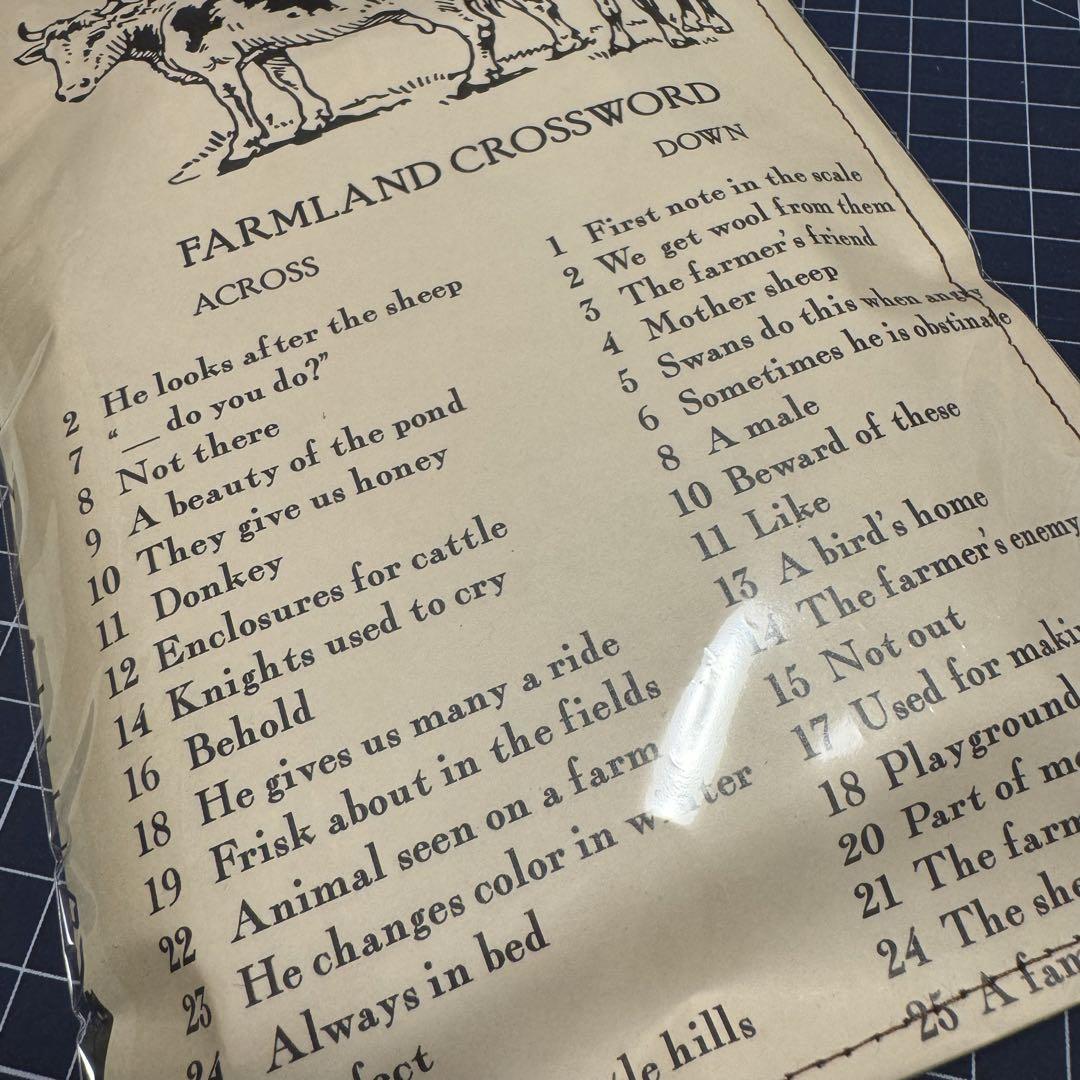 FARMLAND CROSSWORD
ACROSS
2 He looks after the sheep
7 "— do you do?"
8 Not there
9 A beauty of the pond
10 They give us honey
11 Donkey
12 Enclosures for cattle
14 Knights used to cry
16 Behold
18 He gives us many a ride
19 Frisk about in the fields
22 Animal seen on a farm
23 He changes color in winter
24 Always in bed
hills
DOWN
1 First note in the scale
2 We get wool from them
3 The farmer's friend
4 Mother sheep
5 Swans do this when angry
6 Sometimes he is obstinate
8 A male
10 Beward of these
11 Like
13 A bird's home
14 The farmer's enemy
15 Not out
17 Used for
18 Playground
20 Part of
21 The
24 The
25 A